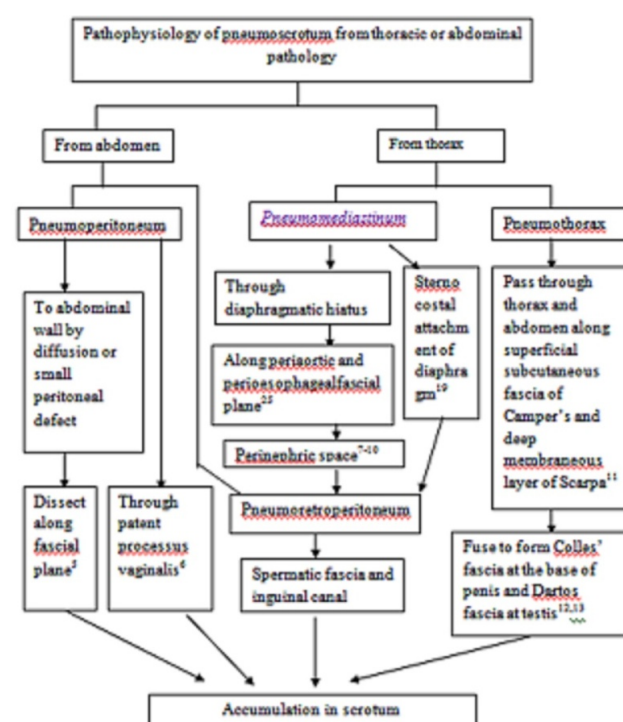 Pathophysiology of pneumoscrotum from thoracic or abdominal
pathology
From abdomen
From thorax
Pneumoperitoneum
Pneumamediastinum
Pneumothorax
To abdominal
wall by
diffusion or
small
peritoneal
defect
Through
diaphragmatic hiatus
Sterno
costal
attachm
ent of
diaphra
gm19
Pass through
thorax and
abdomen along
superficial
subcutaneous
fascia of
Camper's and
deep
membraneous
layer of Scarpa11
Along periaortic and
perioesophagealfascial
plane25
Perinephric space7-10
Dissect
along
fascial
plane5
Through
patent
processus
vaginalis6
Pneumoretroperitoneum
Spermatic fascia and
inguinal canal
Fuse to form Colles'
fascia at the base of
penis and Dartos
fascia at testis12,13
Accumulation in scrotum